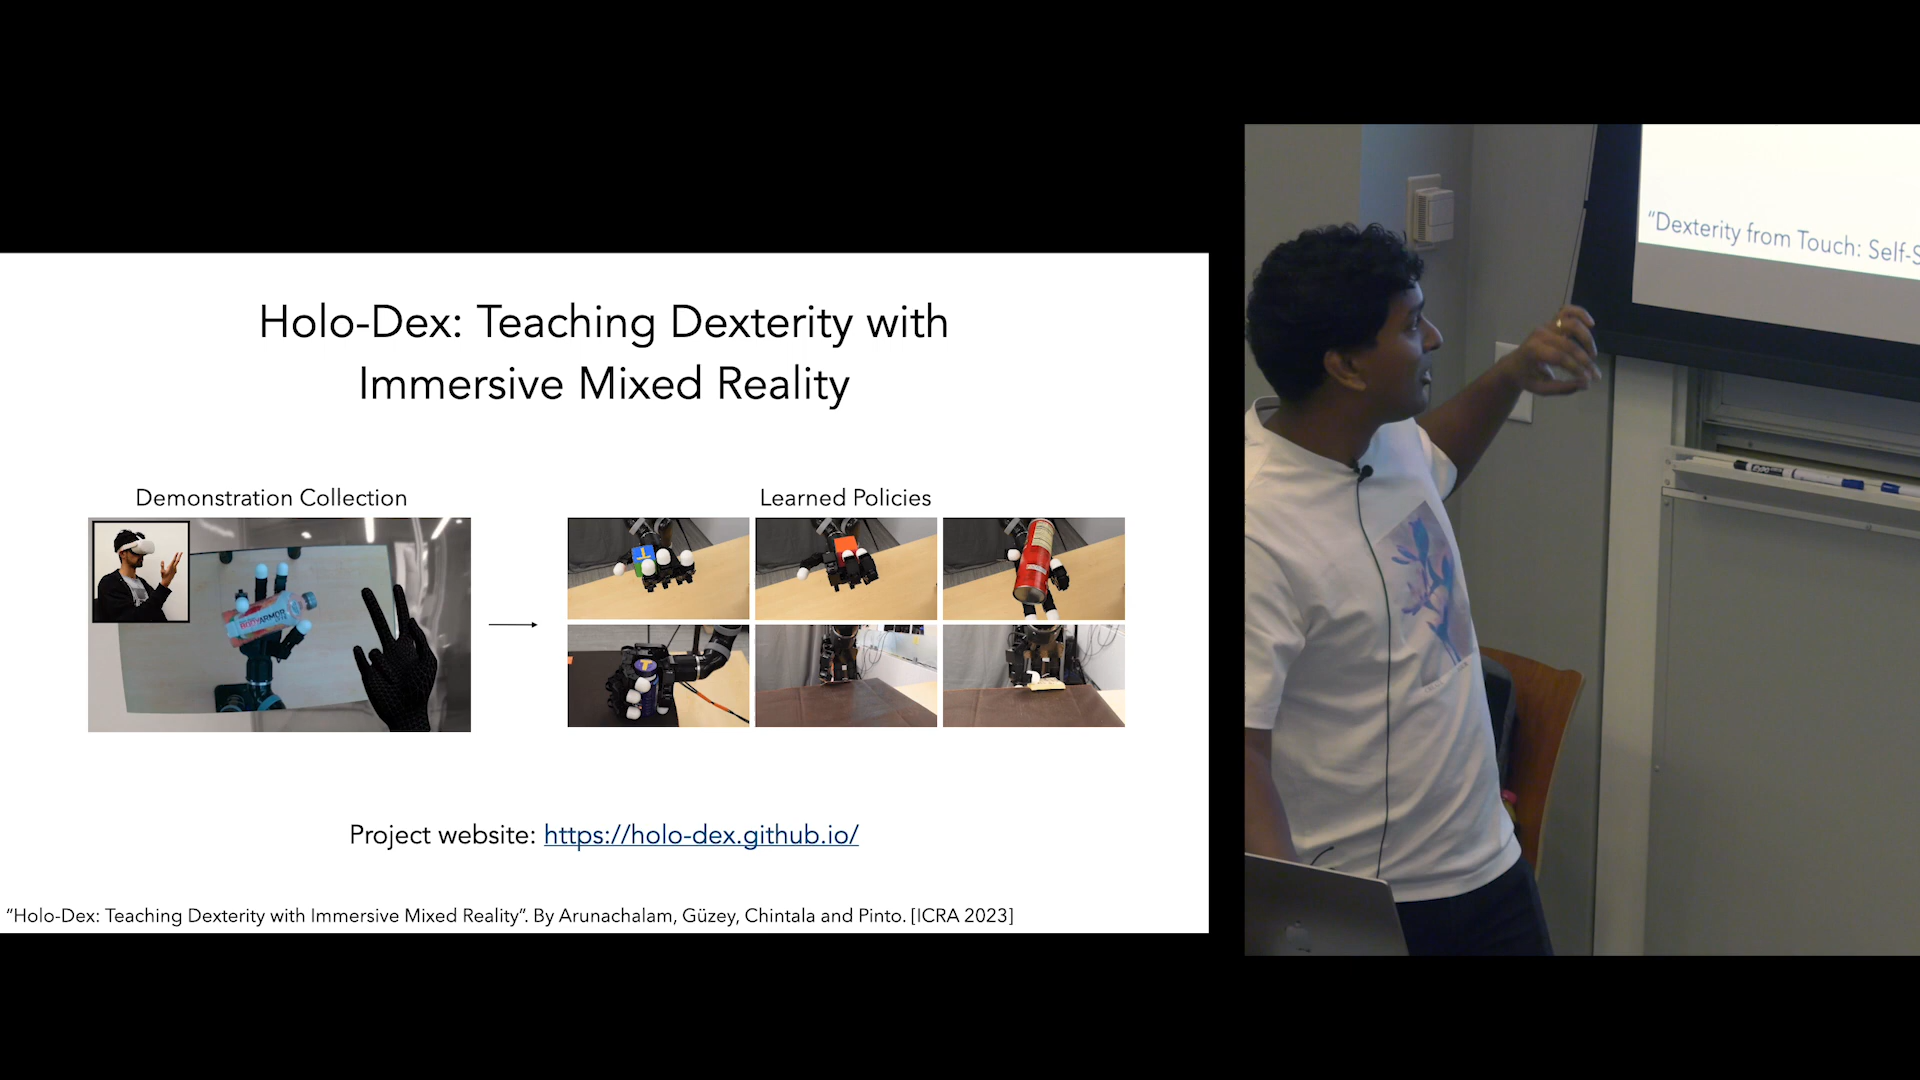 Holo-Dex: Teaching Dexterity with
Immersive Mixed Reality
Demonstration Collection
Learned Policies
BODYARMOR
Project website: https://holo-dex.github.io/
"Holo-Dex: Teaching Dexterity with Immersive Mixed Reality". By Arunachalam, Güzey, Chintala and Pinto. [ICRA 2023]
"Dexterity from Touch: Self-S
EXPO